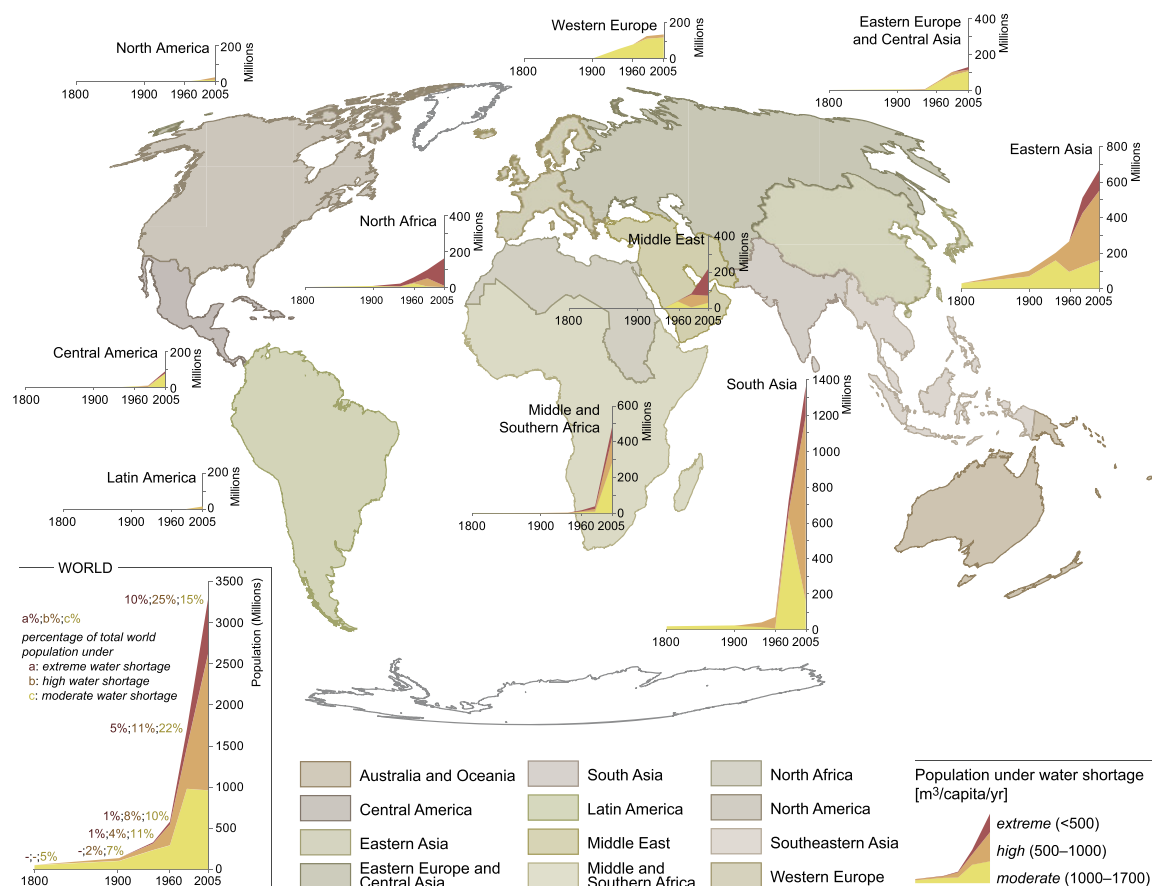 North America
200
0
Millions
1800 1900 1960 2005
Western Europe
200
0
Millions
1800 1900 1960 2005
Eastern Europe
and Central Asia
400
200
0
Millions
1800 1900 1960 2005
Eastern Asia
800
600
400
200
0
Millions
1800 1900 1960 2005
North Africa
400
200
0
Millions
1800 1900 1960 2005
Middle East
400
200
0
Millions
1800 1900 1960 2005
Central America
200
0
Millions
1800 1900 1960 2005
South Asia
1400
1200
1000
800
600
400
200
0
Millions
1800 1900 1960 2005
Middle and
Southern Africa
600
400
200
0
Millions
1800 1900 1960 2005
Latin America
200
0
Millions
1800 1900 1960 2005
WORLD
3500
3000
2500
2000
1500
1000
500
0
Population (Millions)
10%;25%;15%
a%;b%;c%
percentage of total world
population under
a: extreme water shortage
b: high water shortage
c: moderate water shortage
5%;11%;22%
1%;8%;10%
1%;4%;11%
-;2%;7%
-;-;5%
1800 1900 1960 2005
Australia and Oceania
Central America
Eastern Asia
Eastern Europe and
Central Asia
South Asia
Latin America
Middle East
Middle and
Southern Africa
North Africa
North America
Southeastern Asia
Western Europe
Population under water shortage
[m³/capita/yr]
extreme (<500)
high (500–1000)
moderate (1000–1700)